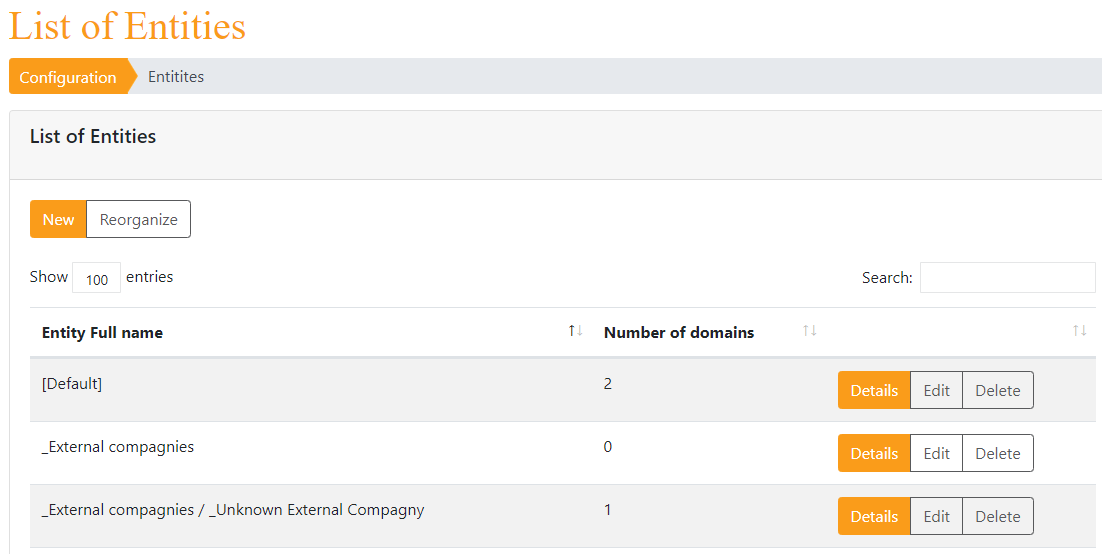 List of Entities
Configuration Entitites
List of Entities
New Reorganize
Show 100 entries Search:
Entity Full name ↑↓ Number of domains ↑↓ ↑↓
[Default] 2 Details Edit Delete
_External compagnies 0 Details Edit Delete
_External compagnies / _Unknown External Compagny 1 Details Edit Delete